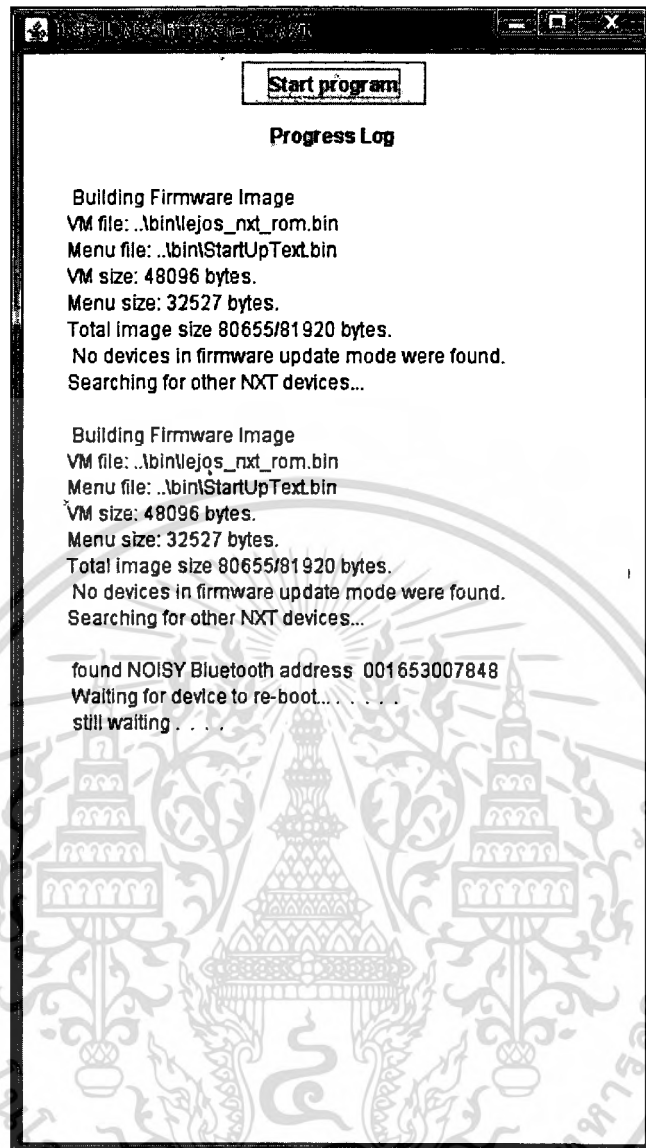 Start program
Progress Log
Building Firmware Image
VM file: ..\bin\lejos_nxt_rom.bin
Menu file: ..\bin\StartUpText.bin
VM size: 48096 bytes.
Menu size: 32527 bytes.
Total image size 80655/81920 bytes.
No devices in firmware update mode were found.
Searching for other NXT devices...
Building Firmware Image
VM file: ..\bin\lejos_nxt_rom.bin
Menu file: ..\bin\StartUpText.bin
VM size: 48096 bytes.
Menu size: 32527 bytes.
Total image size 80655/81920 bytes.
No devices in firmware update mode were found.
Searching for other NXT devices...
found NOISY Bluetooth address 001653007848
Waiting for device to re-boot... . . . . .
still waiting . . . .